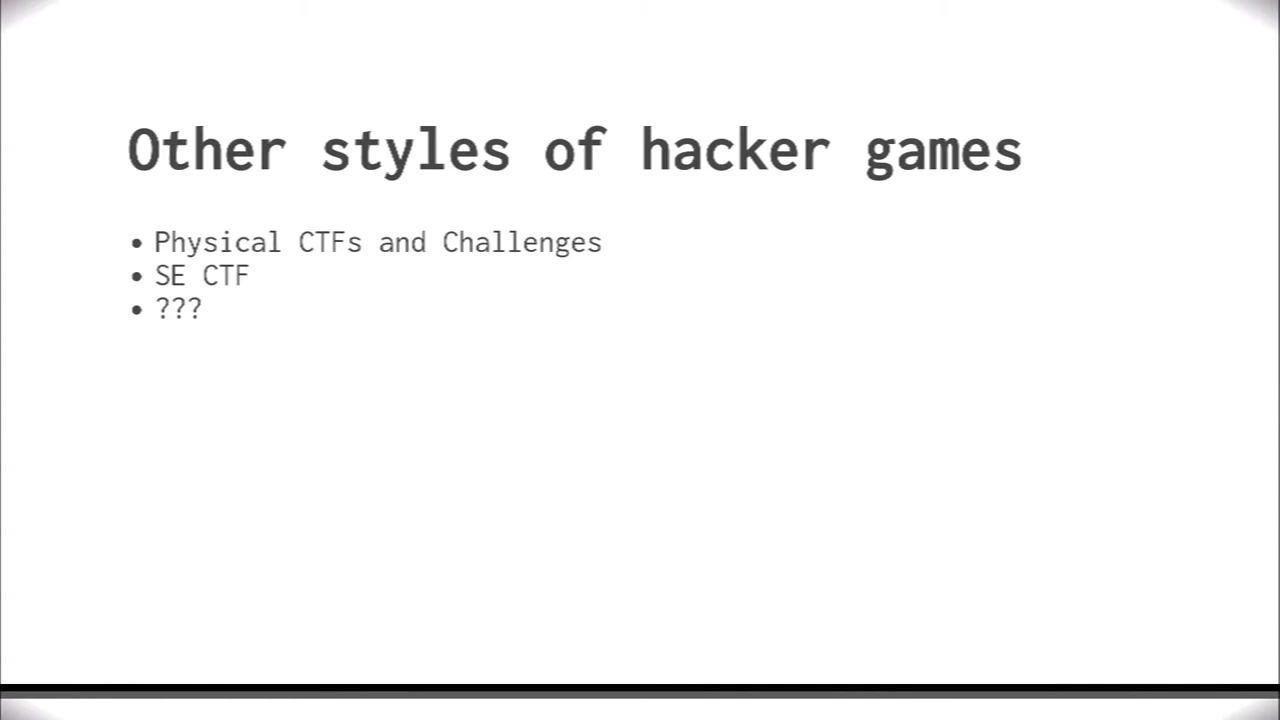 Other styles of hacker games
• Physical CTFs and Challenges
• SE CTF
• ???